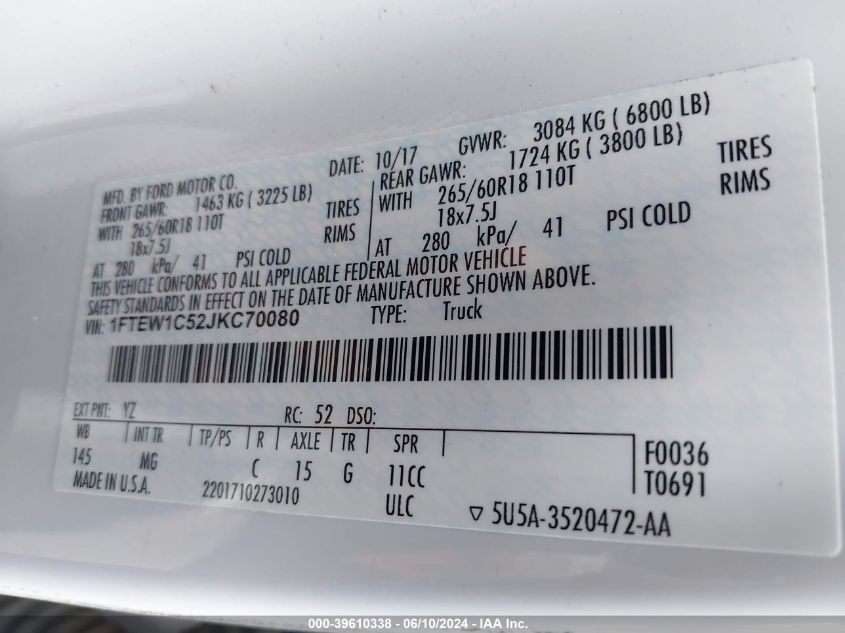 MFD. BY FORD MOTOR CO.
DATE: 10/17 GVWR: 3084 KG ( 6800 LB)
FRONT GAWR: 1463 KG ( 3225 LB)
REAR GAWR: 1724 KG ( 3800 LB)
WITH 265/60R18 110T TIRES
WITH 265/60R18 110T TIRES
18x7.5J RIMS
18x7.5J RIMS
AT 280 kPa/ 41 PSI COLD
AT 280 kPa/ 41 PSI COLD
THIS VEHICLE CONFORMS TO ALL APPLICABLE FEDERAL MOTOR VEHICLE
SAFETY STANDARDS IN EFFECT ON THE DATE OF MANUFACTURE SHOWN ABOVE.
VIN: 1FTEW1C52JKC70080 TYPE: Truck
EXT PNT: YZ RC: 52 DSO:
WB INT TR TP/PS R AXLE TR SPR F0036
145 MG C 15 G 11CC T0691
MADE IN U.S.A. 2201710273010 ULC ▽ 5U5A-3520472-AA
000-39610338 - 06/10/2024 - IAA Inc.